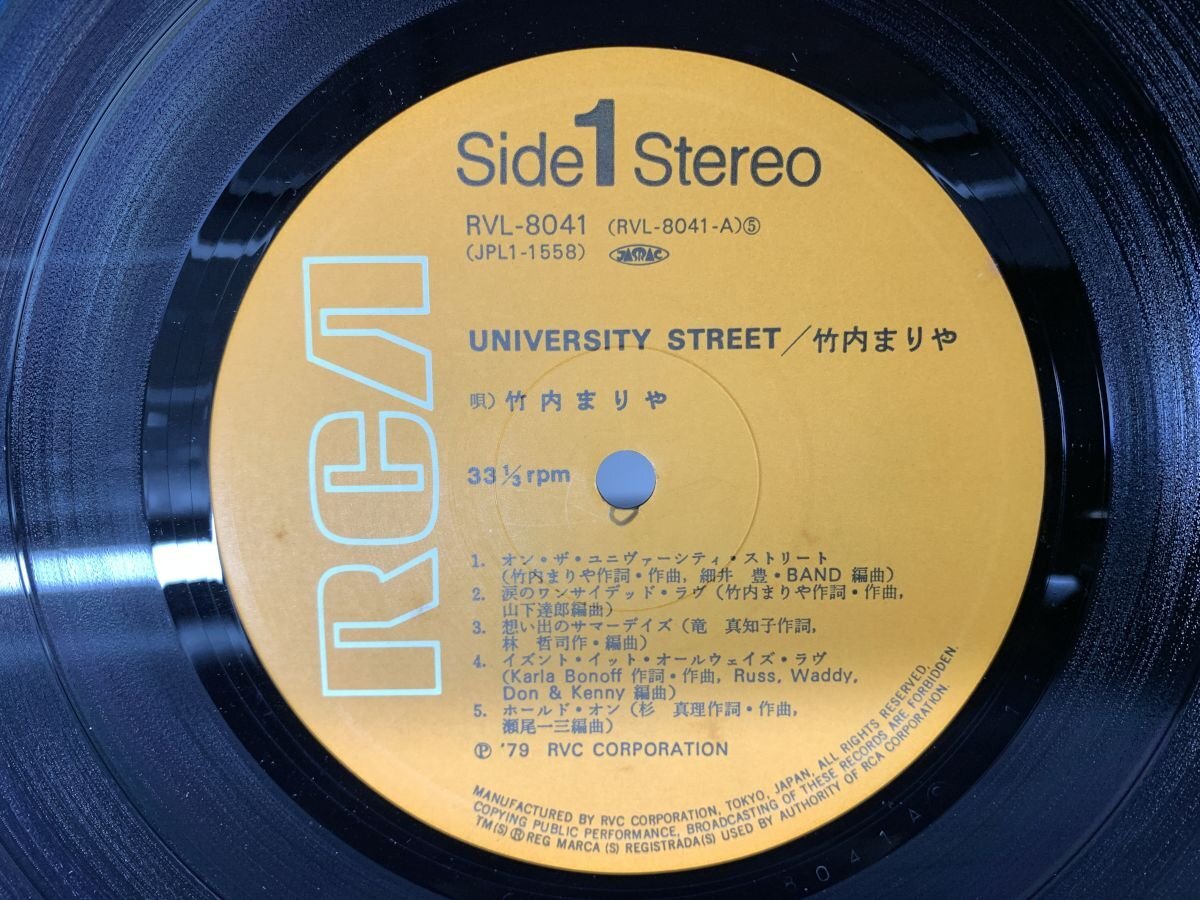 Side 1 Stereo
RVL-8041 (RVL-8041-A)⑤
(JPL1-1558) JASRAC
RCA
UNIVERSITY STREET／竹内まりや
唄）竹内まりや
33 1/3 rpm
1. オン・ザ・ユニヴァーシティ・ストリート
(竹内まりや作詞・作曲, 細井 豊・BAND 編曲)
2. 涙のワンサイデッド・ラヴ (竹内まりや作詞・作曲,
山下達郎編曲)
3. 想い出のサマーデイズ (竜 真知子作詞,
林 哲司作・編曲)
4. イズント・イット・オールウェイズ・ラヴ
(Karla Bonoff 作詞・作曲, Russ, Waddy,
Don & Kenny 編曲)
5. ホールド・オン (杉 真理作詞・作曲,
瀬尾一三編曲)
Ⓟ '79 RVC CORPORATION
MANUFACTURED BY RVC CORPORATION, TOKYO, JAPAN, ALL RIGHTS RESERVED,
COPYING PUBLIC PERFORMANCE, BROADCASTING OF THESE RECORDS ARE FORBIDDEN.
TM(S) ® REG MARCA (S) REGISTRADA(S) USED BY AUTHORITY OF RCA CORPORATION.